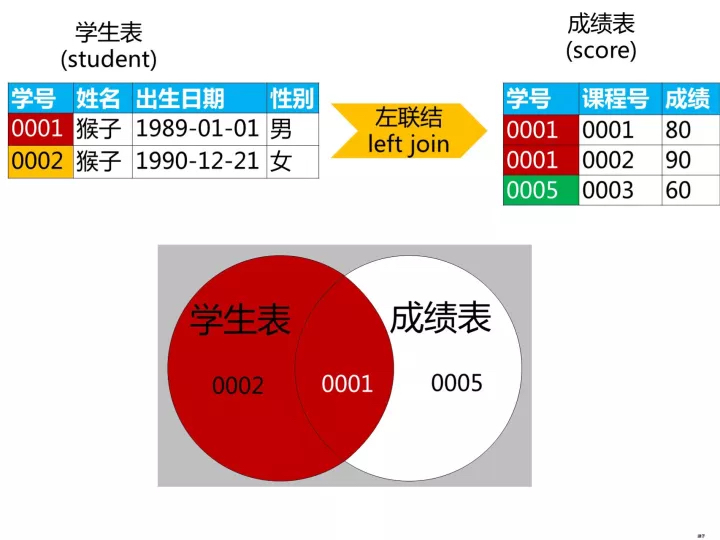 学生表
(student)
成绩表
(score)
学号 姓名 出生日期 性别
0001 猴子 1989-01-01 男
0002 猴子 1990-12-21 女
左联结
left join
学号 课程号 成绩
0001 0001 80
0001 0002 90
0005 0003 60
学生表 成绩表
0002 0001 0005